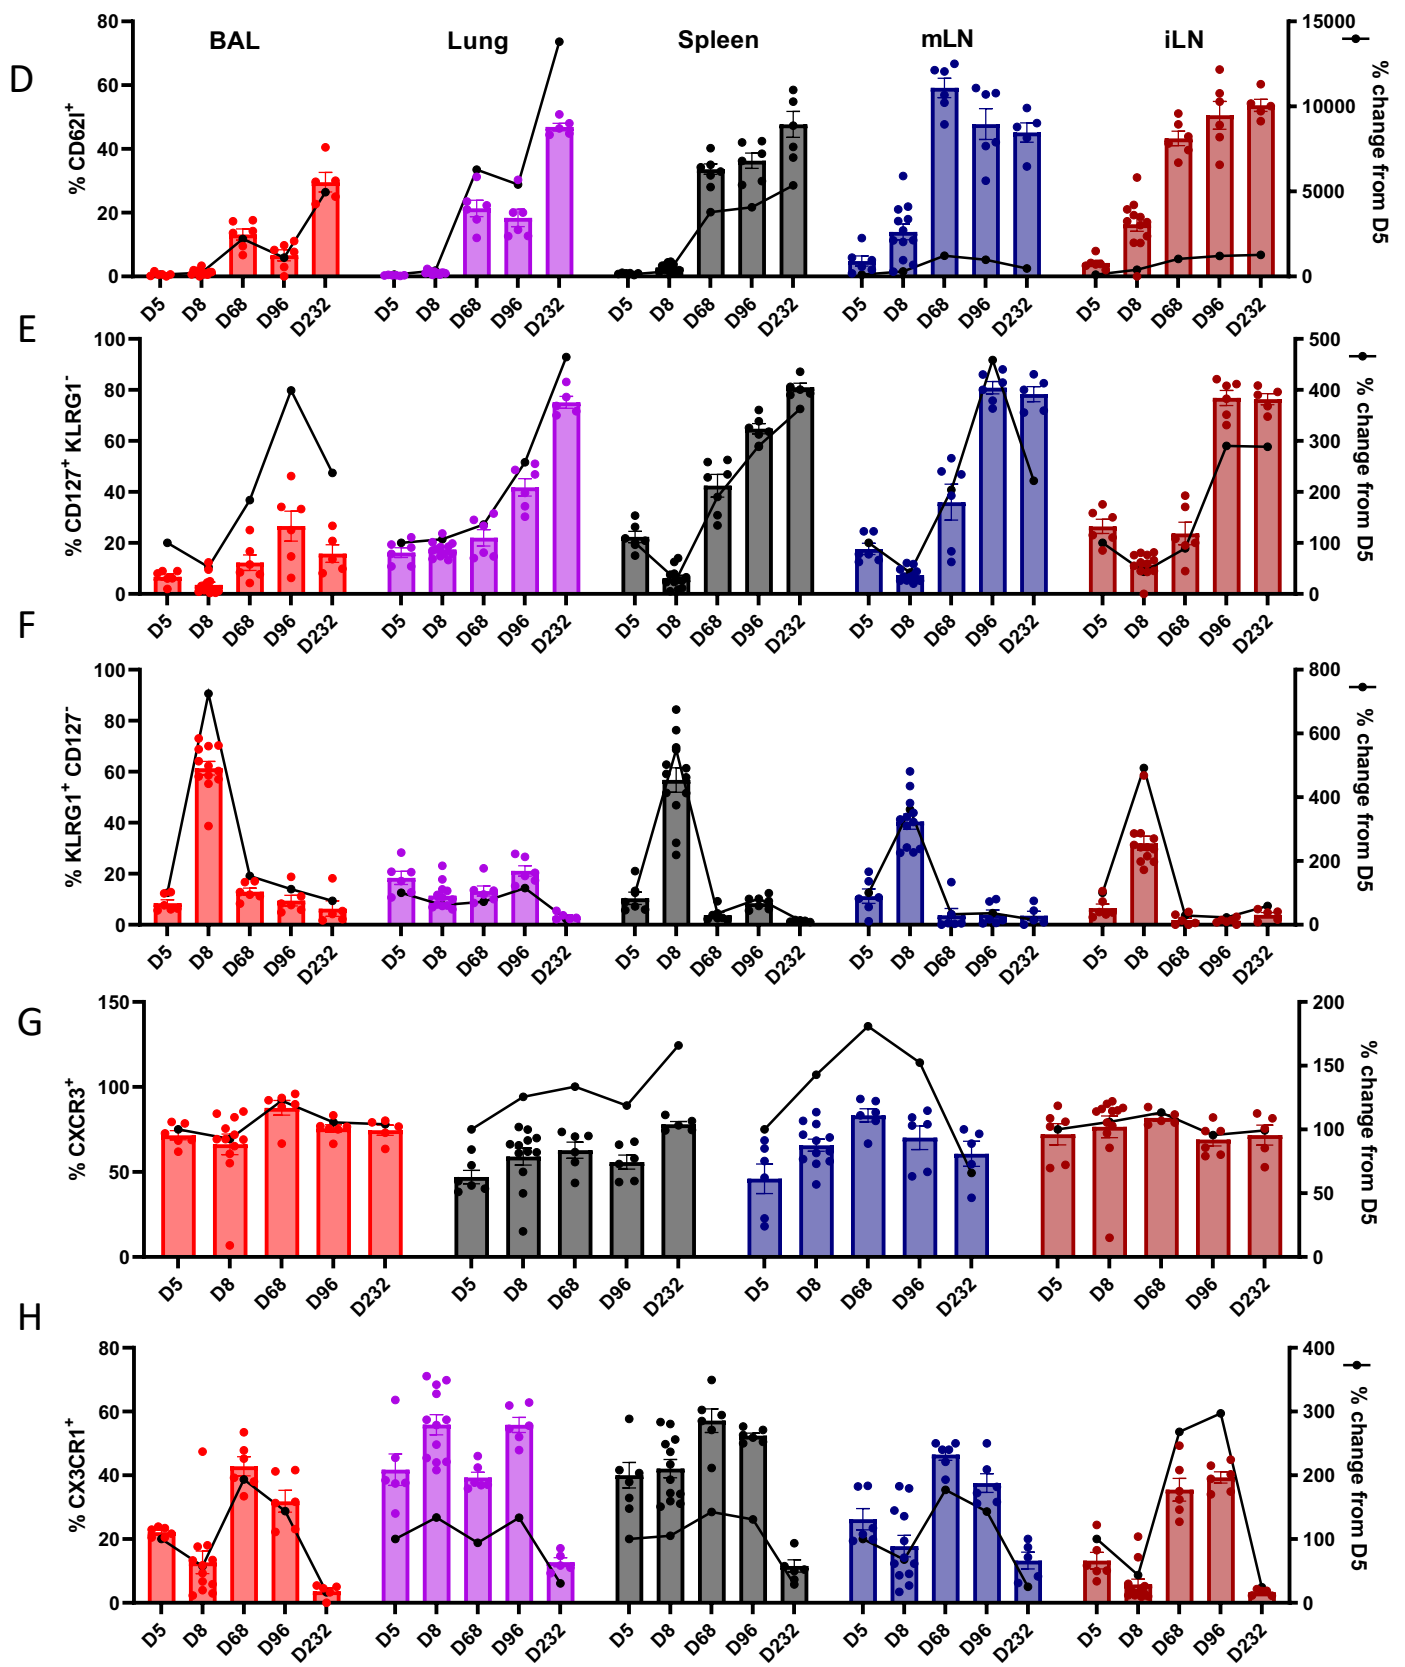 D
BAL Lung Spleen mLN iLN
% CD62l+
80
60
40
20
0
15000
10000
5000
0
% change from D5
D5 D8 D68 D96 D232 D5 D8 D68 D96 D232 D5 D8 D68 D96 D232 D5 D8 D68 D96 D232 D5 D8 D68 D96 D232
E
% CD127+ KLRG1-
100
80
60
40
20
0
500
400
300
200
100
0
% change from D5
D5 D8 D68 D96 D232 D5 D8 D68 D96 D232 D5 D8 D68 D96 D232 D5 D8 D68 D96 D232 D5 D8 D68 D96 D232
F
% KLRG1+ CD127-
100
80
60
40
20
0
800
600
400
200
0
% change from D5
D5 D8 D68 D96 D232 D5 D8 D68 D96 D232 D5 D8 D68 D96 D232 D5 D8 D68 D96 D232 D5 D8 D68 D96 D232
G
% CXCR3+
150
100
50
0
200
150
100
50
0
% change from D5
D5 D8 D68 D96 D232 D5 D8 D68 D96 D232 D5 D8 D68 D96 D232 D5 D8 D68 D96 D232
H
% CX3CR1+
80
60
40
20
0
400
300
200
100
0
% change from D5
D5 D8 D68 D96 D232 D5 D8 D68 D96 D232 D5 D8 D68 D96 D232 D5 D8 D68 D96 D232 D5 D8 D68 D96 D232